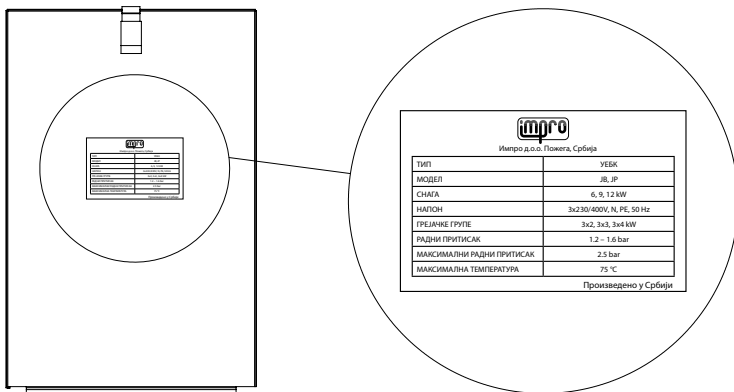 impro
Импро д.о.о. Пожега, Србија
ТИП УЕБК
МОДЕЛ JB, JP
СНАГА 6, 9, 12 kW
НАПОН 3x230/400V, N, PE, 50 Hz
ГРЕЈАЧКЕ ГРУПЕ 3x2, 3x3, 3x4 kW
РАДНИ ПРИТИСАК 1.2 – 1.6 bar
МАКСИМАЛНИ РАДНИ ПРИТИСАК 2.5 bar
МАКСИМАЛНА ТЕМПЕРАТУРА 75 °C
Произведено у Србији